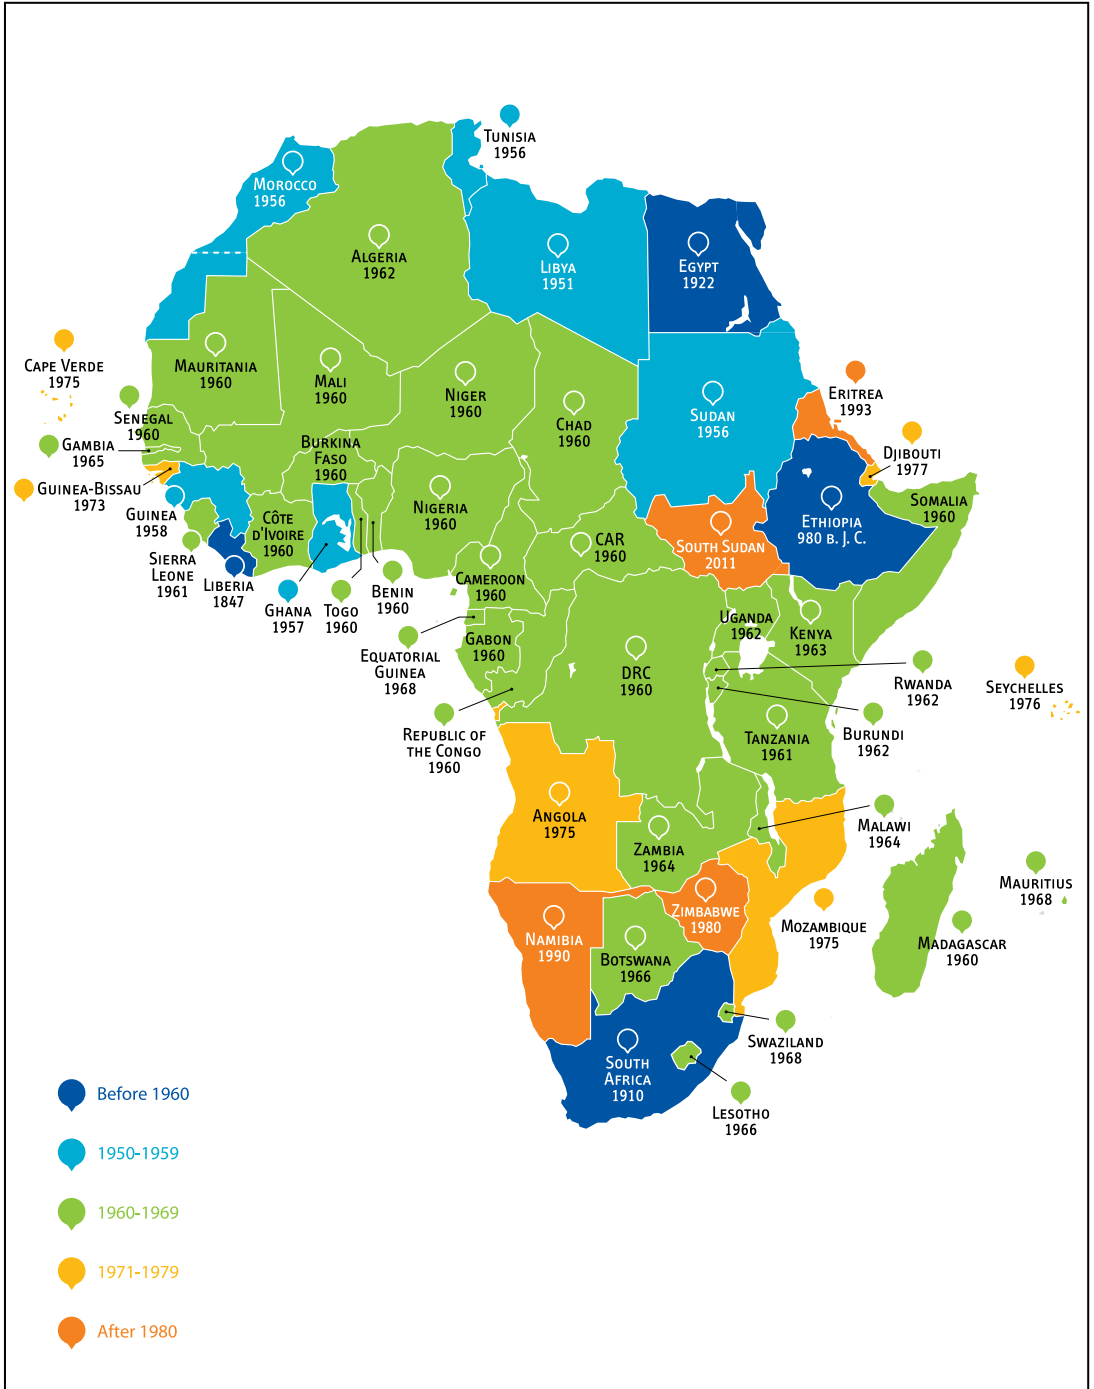 Tunisia
1956
Morocco
1956
Algeria
1962
Libya
1951
Egypt
1922
Cape Verde
1975
Mauritania
1960
Mali
1960
Niger
1960
Chad
1960
Sudan
1956
Eritrea
1993
Senegal
1960
Gambia
1965
Burkina
Faso
1960
Djibouti
1977
Guinea-Bissau
1973
Guinea
1958
Côte
d'Ivoire
1960
Nigeria
1960
Somalia
1960
Ethiopia
980 b. J. C.
Sierra
Leone
1961
Liberia
1847
Ghana
1957
Togo
1960
Benin
1960
Cameroon
1960
CAR
1960
South Sudan
2011
Equatorial
Guinea
1968
Gabon
1960
Uganda
1962
Kenya
1963
DRC
1960
Rwanda
1962
Seychelles
1976
Republic of
the Congo
1960
Tanzania
1961
Burundi
1962
Angola
1975
Zambia
1964
Malawi
1964
Mauritius
1968
Namibia
1990
Zimbabwe
1980
Mozambique
1975
Madagascar
1960
Botswana
1966
Swaziland
1968
South
Africa
1910
Lesotho
1966
Before 1960
1950-1959
1960-1969
1971-1979
After 1980